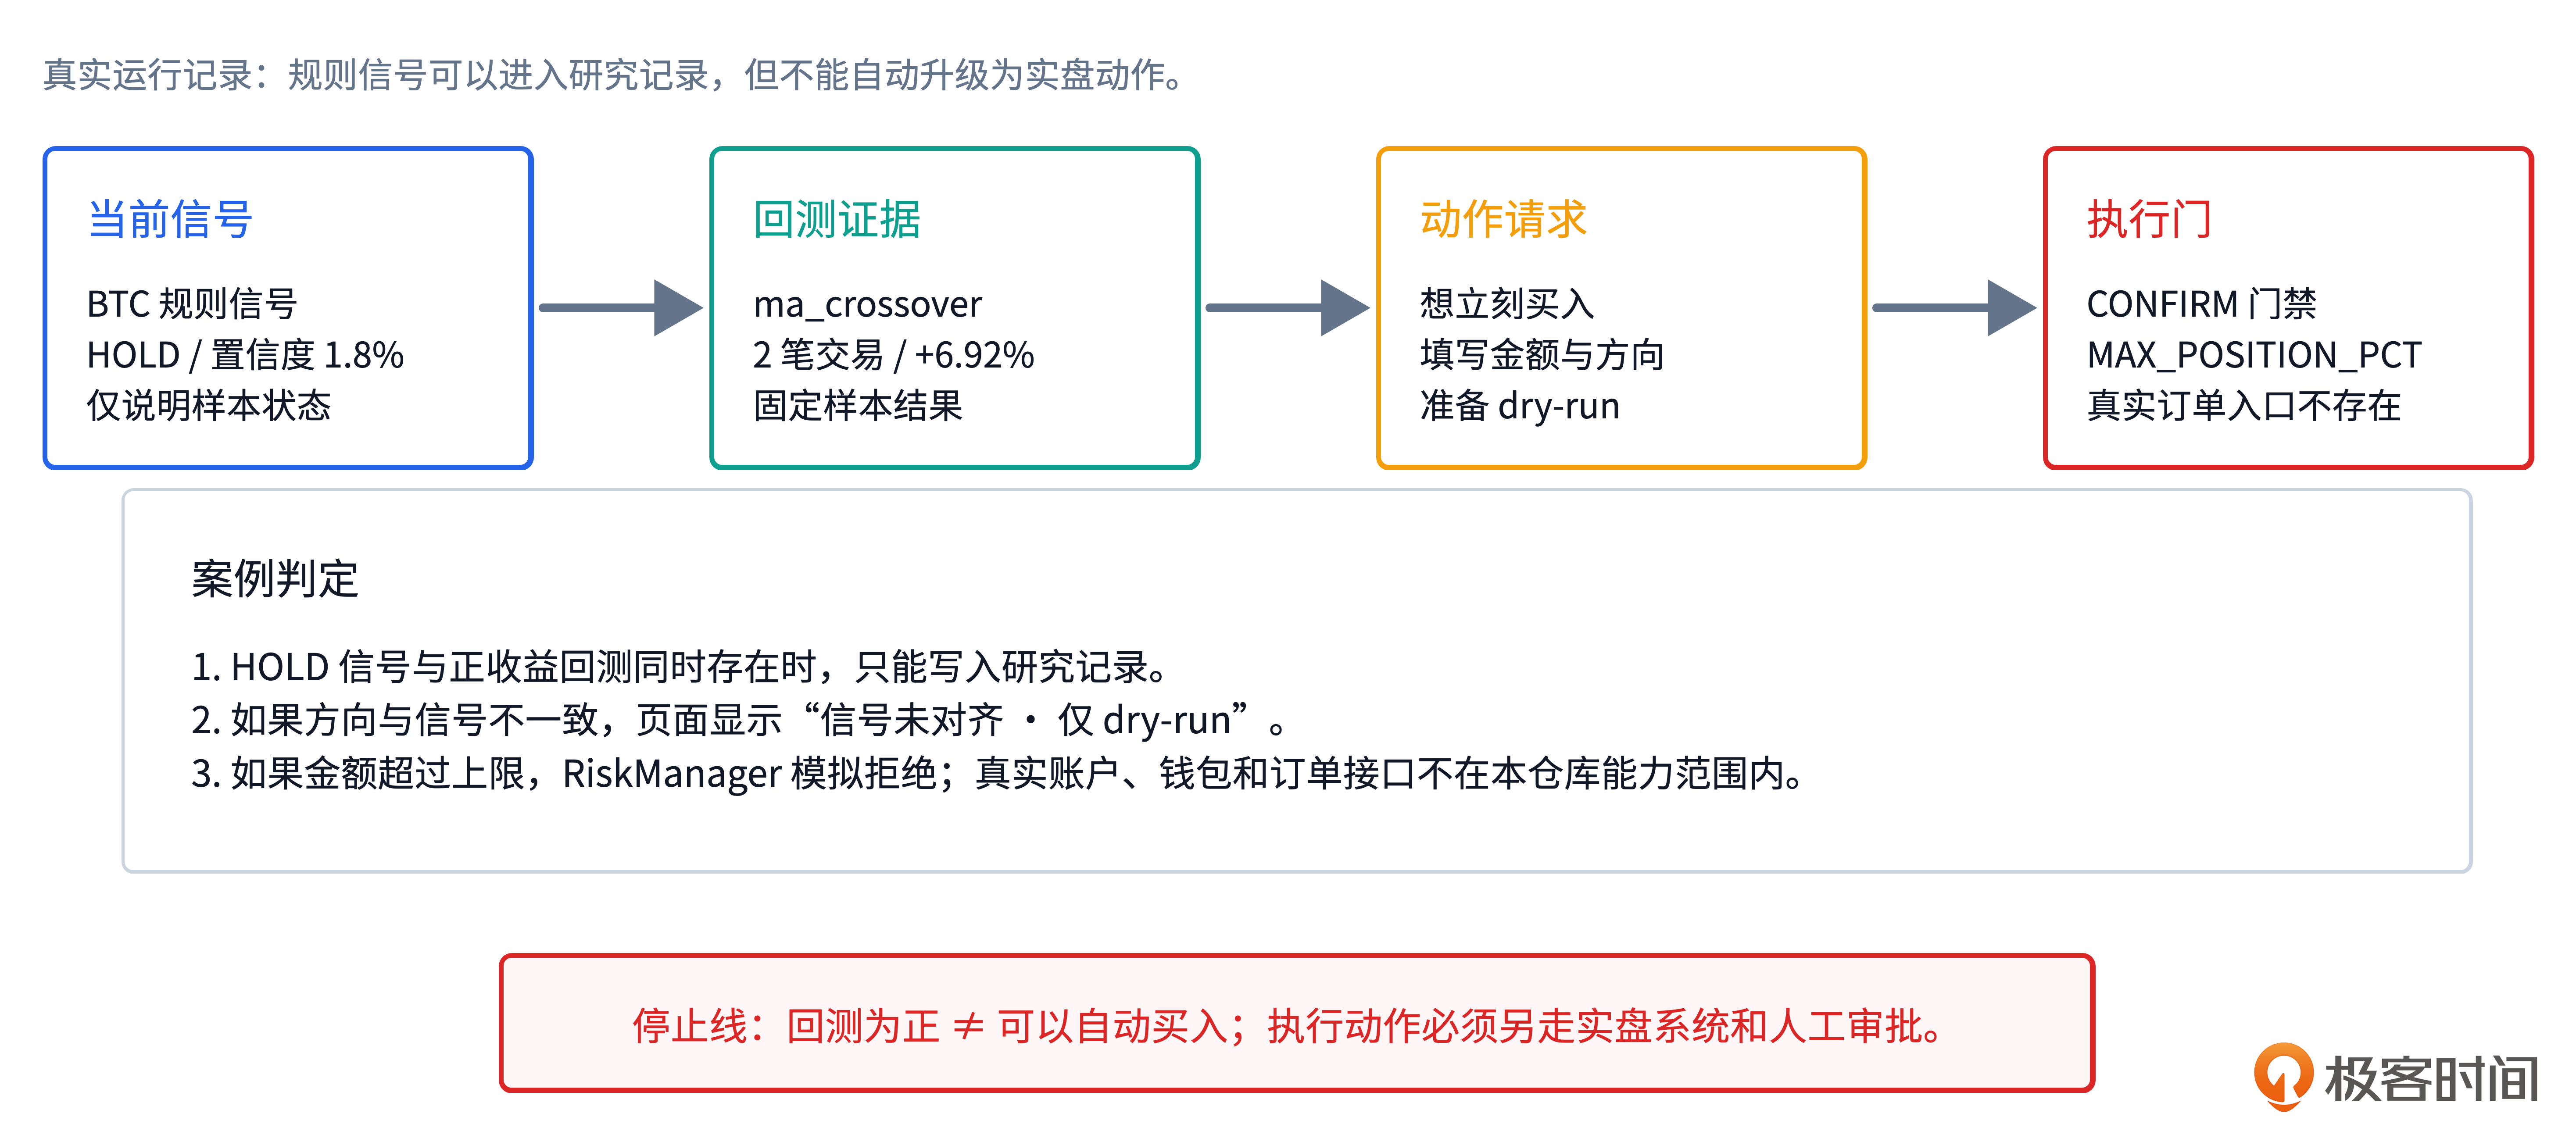 真实运行记录：规则信号可以进入研究记录，但不能自动升级为实盘动作。
当前信号
BTC 规则信号
HOLD / 置信度 1.8%
仅说明样本状态
回测证据
ma_crossover
2 笔交易 / +6.92%
固定样本结果
动作请求
想立刻买入
填写金额与方向
准备 dry-run
执行门
CONFIRM 门禁
MAX_POSITION_PCT
真实订单入口不存在
案例判定
1. HOLD 信号与正收益回测同时存在时，只能写入研究记录。
2. 如果方向与信号不一致，页面显示“信号未对齐 · 仅 dry-run”。
3. 如果金额超过上限，RiskManager 模拟拒绝；真实账户、钱包和订单接口不在本仓库能力范围内。
停止线：回测为正 ≠ 可以自动买入；执行动作必须另走实盘系统和人工审批。
极客时间